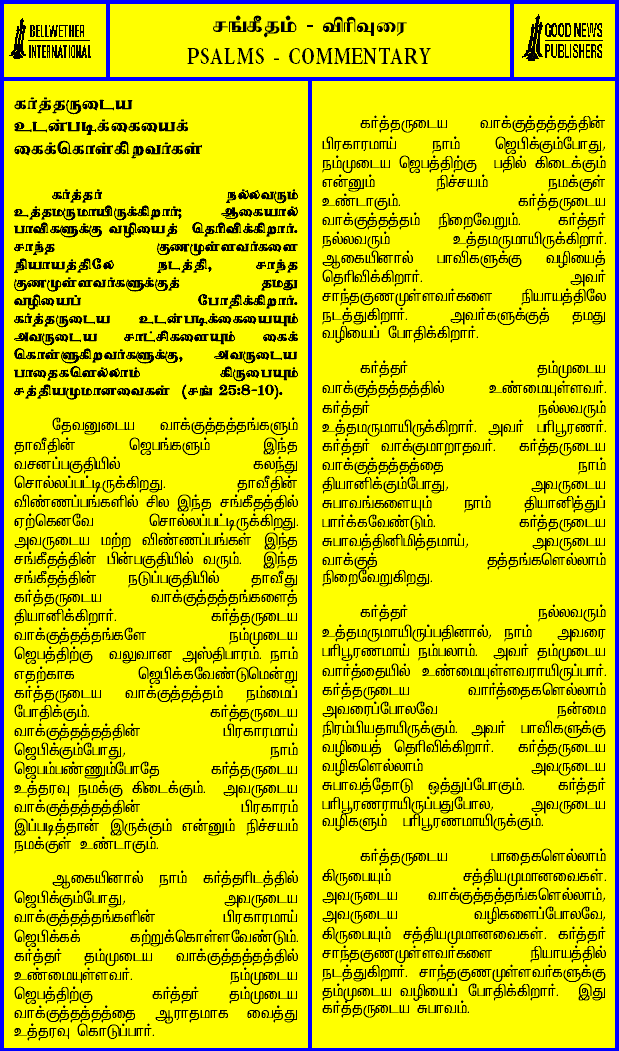 BELLWETHER
INTERNATIONAL
சங்கீதம் - விரிவுரை
PSALMS - COMMENTARY
GOOD NEWS
PUBLISHERS
கர்த்தருடைய
உடன்படிக்கையைக்
கைக்கொள்கிறவர்கள்
கர்த்தர் நல்லவரும்
உத்தமருமாயிருக்கிறார்; ஆகையால்
பாவிகளுக்கு வழியைத் தெரிவிக்கிறார்.
சாந்த குணமுள்ளவர்களை
நியாயத்திலே நடத்தி, சாந்த
குணமுள்ளவர்களுக்குத் தமது
வழியைப் போதிக்கிறார்.
கர்த்தருடைய உடன்படிக்கையையும்
அவருடைய சாட்சிகளையும் கைக்
கொள்ளுகிறவர்களுக்கு, அவருடைய
பாதைகளெல்லாம் கிருபையும்
சத்தியமுமானவைகள் (சங் 25:8-10).
தேவனுடைய வாக்குத்தத்தங்களும்
தாவீதின் ஜெபங்களும் இந்த
வசனப்பகுதியில் கலந்து
சொல்லப்பட்டிருக்கிறது. தாவீதின்
விண்ணப்பங்களில் சில இந்த சங்கீதத்தில்
ஏற்கெனவே சொல்லப்பட்டிருக்கிறது.
அவருடைய மற்ற விண்ணப்பங்கள் இந்த
சங்கீதத்தின் பின்பகுதியில் வரும். இந்த
சங்கீதத்தின் நடுப்பகுதியில் தாவீது
கர்த்தருடைய வாக்குத்தத்தங்களைத்
தியானிக்கிறார். கர்த்தருடைய
வாக்குத்தத்தங்களே நம்முடைய
ஜெபத்திற்கு வலுவான அஸ்திபாரம். நாம்
எதற்காக ஜெபிக்கவேண்டுமென்று
கர்த்தருடைய வாக்குத்தத்தம் நம்மைப்
போதிக்கும். கர்த்தருடைய
வாக்குத்தத்தத்தின் பிரகாரமாய்
ஜெபிக்கும்போது, நாம்
ஜெபம்பண்ணும்போதே கர்த்தருடைய
உத்தரவு நமக்கு கிடைக்கும். அவருடைய
வாக்குத்தத்தத்தின் பிரகாரம்
இப்படித்தான் இருக்கும் என்னும் நிச்சயம்
நமக்குள் உண்டாகும்.
ஆகையினால் நாம் கர்த்தரிடத்தில்
ஜெபிக்கும்போது, அவருடைய
வாக்குத்தத்தங்களின் பிரகாரமாய்
ஜெபிக்கக் கற்றுக்கொள்ளவேண்டும்.
கர்த்தர் தம்முடைய வாக்குத்தத்தத்தில்
உண்மையுள்ளவர். நம்முடைய
ஜெபத்திற்கு கர்த்தர் தம்முடைய
வாக்குத்தத்தத்தை ஆராதமாக வைத்து
உத்தரவு கொடுப்பார்.
கர்த்தருடைய வாக்குத்தத்தத்தின்
பிரகாரமாய் நாம் ஜெபிக்கும்போது,
நம்முடைய ஜெபத்திற்கு பதில் கிடைக்கும்
என்னும் நிச்சயம் நமக்குள்
உண்டாகும். கர்த்தருடைய
வாக்குத்தத்தம் நிறைவேறும். கர்த்தர்
நல்லவரும் உத்தமருமாயிருக்கிறார்.
ஆகையினால் பாவிகளுக்கு வழியைத்
தெரிவிக்கிறார். அவர்
சாந்தகுணமுள்ளவர்களை நியாயத்திலே
நடத்துகிறார். அவர்களுக்குத் தமது
வழியைப் போதிக்கிறார்.
கர்த்தர் தம்முடைய
வாக்குத்தத்தத்தில் உண்மையுள்ளவர்.
கர்த்தர் நல்லவரும்
உத்தமருமாயிருக்கிறார். அவர் பரிபூரணர்.
கர்த்தர் வாக்குமாறாதவர். கர்த்தருடைய
வாக்குத்தத்தத்தை நாம்
தியானிக்கும்போது, அவருடைய
சுபாவங்களையும் நாம் தியானித்துப்
பார்க்கவேண்டும். கர்த்தருடைய
சுபாவத்தினிமித்தமாய், அவருடைய
வாக்குத் தத்தங்களெல்லாம்
நிறைவேறுகிறது.
கர்த்தர் நல்லவரும்
உத்தமருமாயிருப்பதினால், நாம் அவரை
பரிபூரணமாய் நம்பலாம். அவர் தம்முடைய
வார்த்தையில் உண்மையுள்ளவராயிருப்பார்.
கர்த்தருடைய வார்த்தைகளெல்லாம்
அவரைப்போலவே நன்மை
நிரம்பியதாயிருக்கும். அவர் பாவிகளுக்கு
வழியைத் தெரிவிக்கிறார். கர்த்தருடைய
வழிகளெல்லாம் அவருடைய
சுபாவத்தோடு ஒத்துப்போகும். கர்த்தர்
பரிபூரணராயிருப்பதுபோல, அவருடைய
வழிகளும் பரிபூரணமாயிருக்கும்.
கர்த்தருடைய பாதைகளெல்லாம்
கிருபையும் சத்தியமுமானவைகள்.
அவருடைய வாக்குத்தத்தங்களெல்லாம்,
அவருடைய வழிகளைப்போலவே,
கிருபையும் சத்தியமுமானவைகள். கர்த்தர்
சாந்தகுணமுள்ளவர்களை நியாயத்தில்
நடத்துகிறார். சாந்தகுணமுள்ளவர்களுக்கு
தம்முடைய வழியைப் போதிக்கிறார். இது
கர்த்தருடைய சுபாவம்.